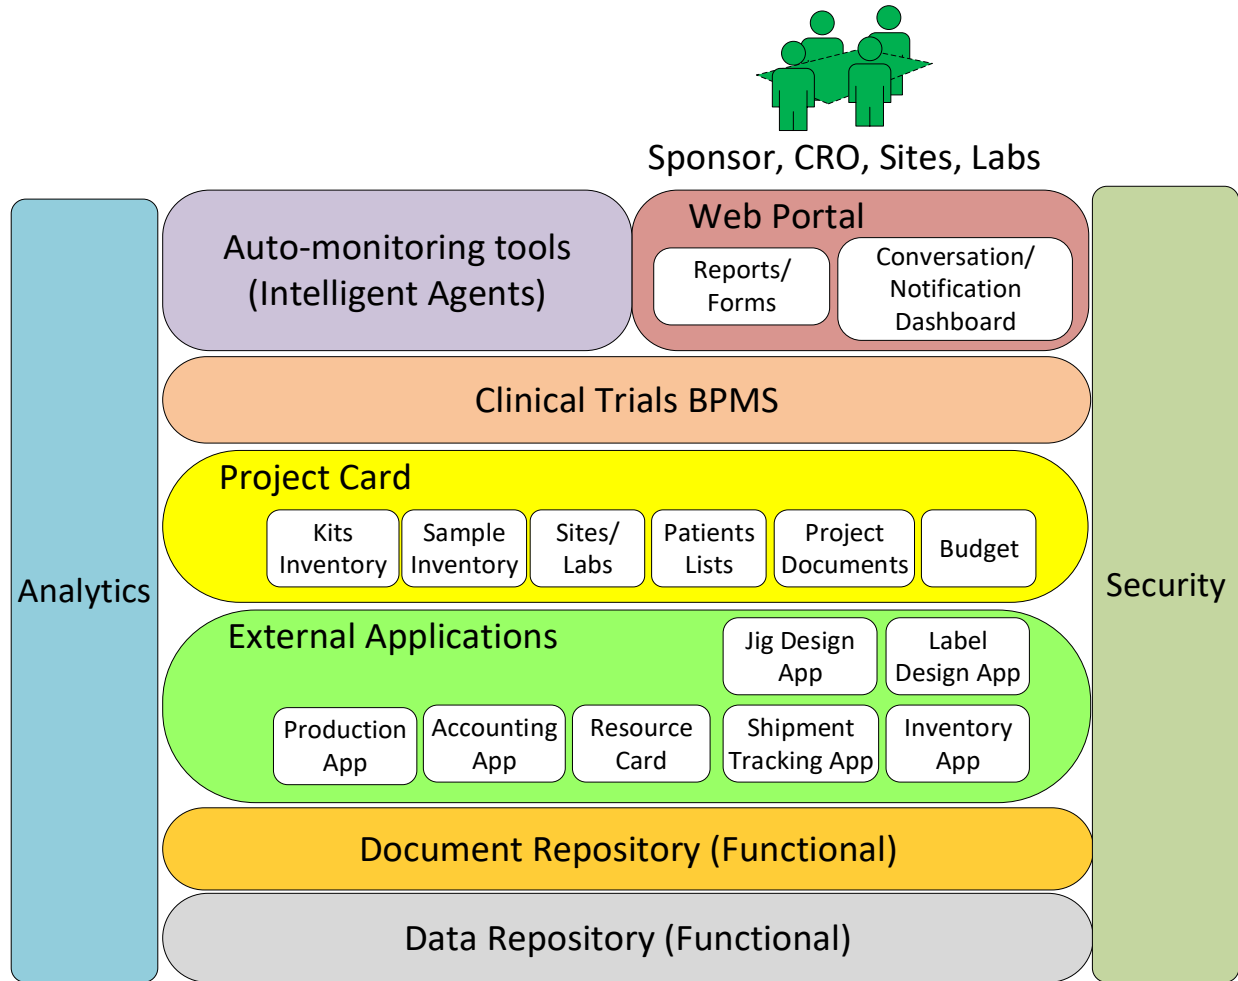 Sponsor, CRO, Sites, Labs
Analytics
Auto-monitoring tools
(Intelligent Agents)
Web Portal
Reports/
Forms
Conversation/
Notification
Dashboard
Clinical Trials BPMS
Project Card
Kits
Inventory
Sample
Inventory
Sites/
Labs
Patients
Lists
Project
Documents
Budget
External Applications
Jig Design
App
Label
Design App
Production
App
Accounting
App
Resource
Card
Shipment
Tracking App
Inventory
App
Document Repository (Functional)
Data Repository (Functional)
Security